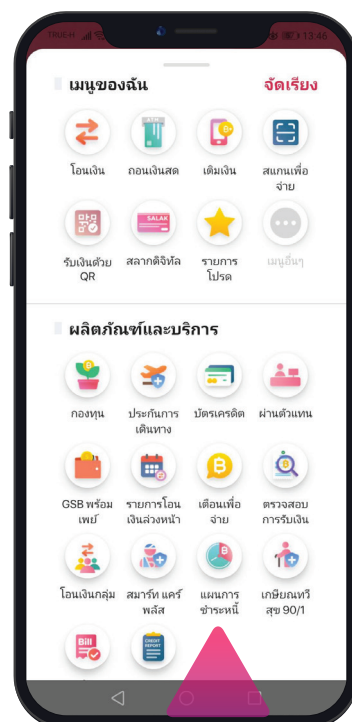 TRUE-H
13:46
เมนูของฉัน
จัดเรียง
ATM
โอนเงิน
ถอนเงินสด
เติมเงิน
สแกนเพื่อ
จ่าย
SALAK
รับเงินด้วย
QR
สลากดิจิทัล
รายการ
โปรด
เมนูอื่นๆ
ผลิตภัณฑ์และบริการ
กองทุน
ประกันการ
เดินทาง
บัตรเครดิต
ผ่านตัวแทน
GSB พร้อม
เพย์
รายการโอน
เงินล่วงหน้า
เตือนเพื่อ
จ่าย
ตรวจสอบ
การรับเงิน
โอนเงินกลุ่ม
สมาร์ท แคร์
พลัส
แผนการ
ชำระหนี้
เกษียณทวี
สุข 90/1
Bill
CREDIT
REPORT